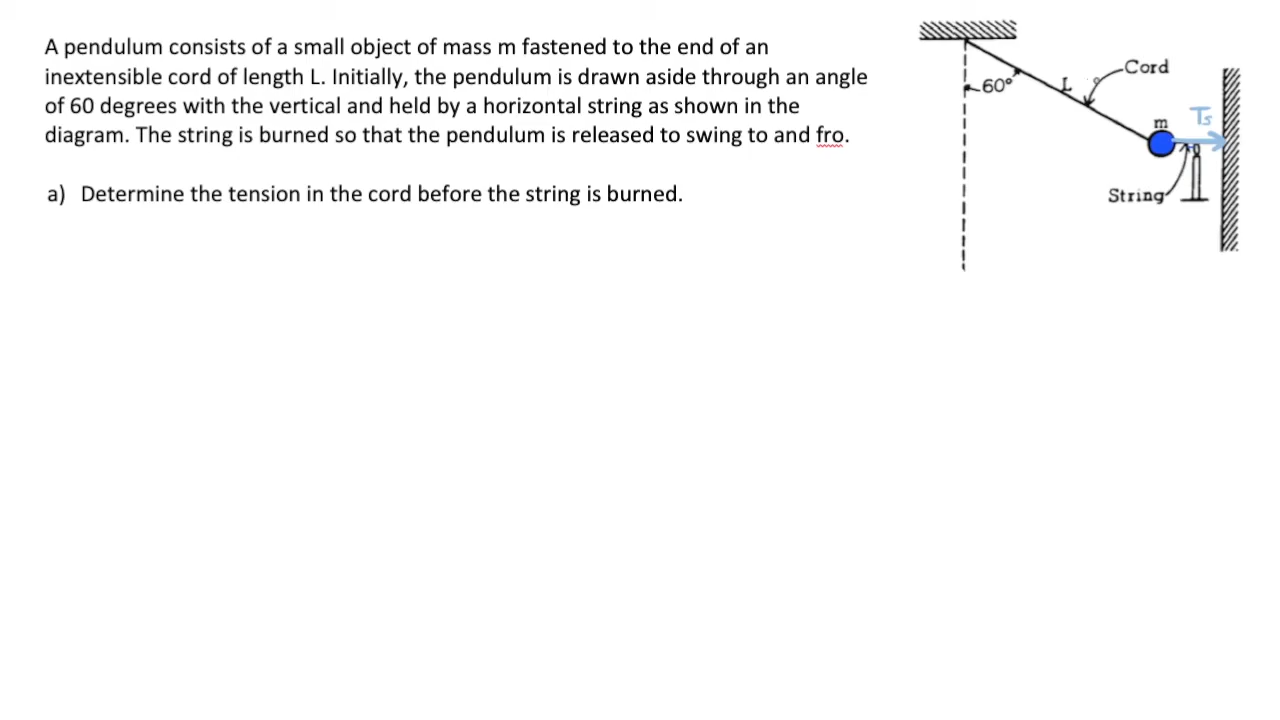 A pendulum consists of a small object of mass m fastened to the end of an
inextensible cord of length L. Initially, the pendulum is drawn aside through an angle
of 60 degrees with the vertical and held by a horizontal string as shown in the
diagram. The string is burned so that the pendulum is released to swing to and fro.
a) Determine the tension in the cord before the string is burned.
Cord
60°
L
m
Ts
String